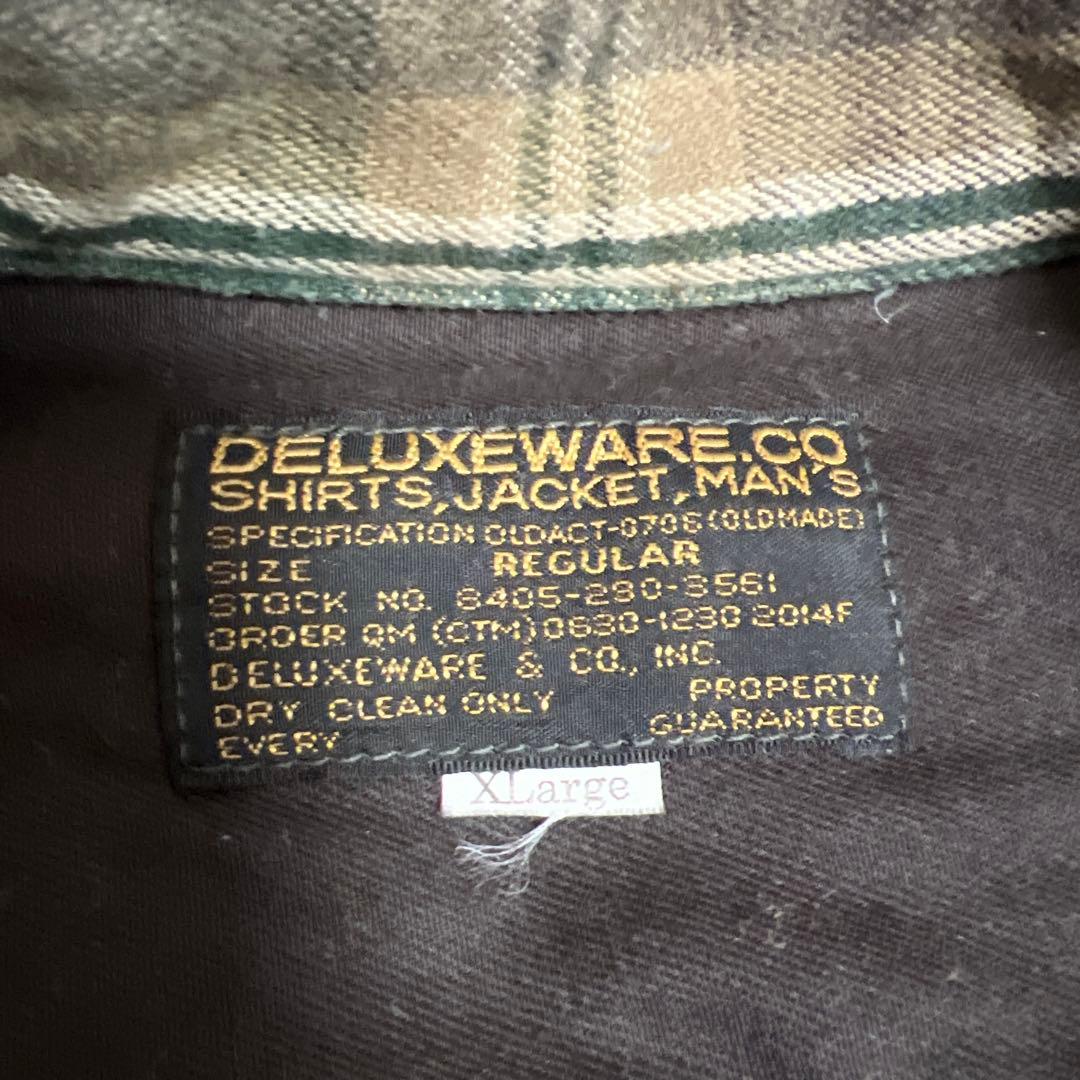 DELUXEWARE.CO
SHIRTS, JACKET, MAN'S
SPECIFICATION OLDACT-0706 (OLDMADE)
SIZE REGULAR
STOCK NO. 8405-280-3561
ORDER QM (CTM) 0630-1230 2014F
DELUXEWARE & CO., INC.
DRY CLEAN ONLY PROPERTY
EVERY GUARANTEED
XLarge